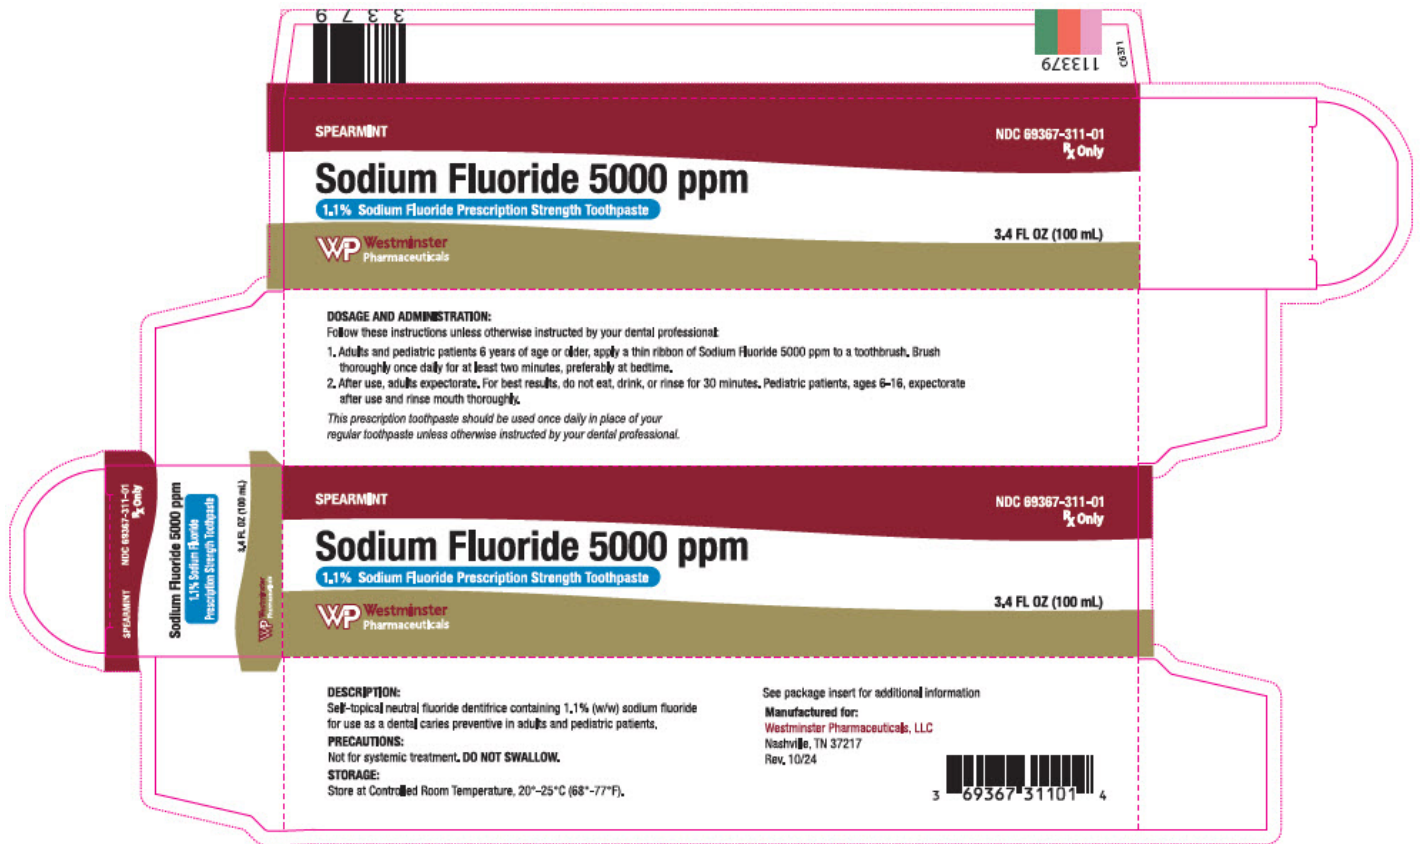 3 3 7 9
113379
C6371
SPEARMINT
NDC 69367-311-01
Rx Only
Sodium Fluoride 5000 ppm
1.1% Sodium Fluoride Prescription Strength Toothpaste
3.4 FL OZ (100 mL)
WP Westminster
Pharmaceuticals
DOSAGE AND ADMINISTRATION:
Follow these instructions unless otherwise instructed by your dental professional:
1. Adults and pediatric patients 6 years of age or older, apply a thin ribbon of Sodium Fluoride 5000 ppm to a toothbrush. Brush
thoroughly once daily for at least two minutes, preferably at bedtime.
2. After use, adults expectorate. For best results, do not eat, drink, or rinse for 30 minutes. Pediatric patients, ages 6–16, expectorate
after use and rinse mouth thoroughly.
This prescription toothpaste should be used once daily in place of your
regular toothpaste unless otherwise instructed by your dental professional.
SPEARMINT NDC 69367-311-01
Rx Only
Sodium Fluoride 5000 ppm
1.1% Sodium Fluoride
Prescription Strength Toothpaste
3.4 FL OZ (100 mL)
WP Westminster
Pharmaceuticals
SPEARMINT
NDC 69367-311-01
Rx Only
Sodium Fluoride 5000 ppm
1.1% Sodium Fluoride Prescription Strength Toothpaste
3.4 FL OZ (100 mL)
WP Westminster
Pharmaceuticals
DESCRIPTION:
Self-topical neutral fluoride dentifrice containing 1.1% (w/w) sodium fluoride
for use as a dental caries preventive in adults and pediatric patients.
PRECAUTIONS:
Not for systemic treatment. DO NOT SWALLOW.
STORAGE:
Store at Controlled Room Temperature, 20°–25°C (68°-77°F).
See package insert for additional information
Manufactured for:
Westminster Pharmaceuticals, LLC
Nashville, TN 37217
Rev. 10/24
3 69367 31101 4